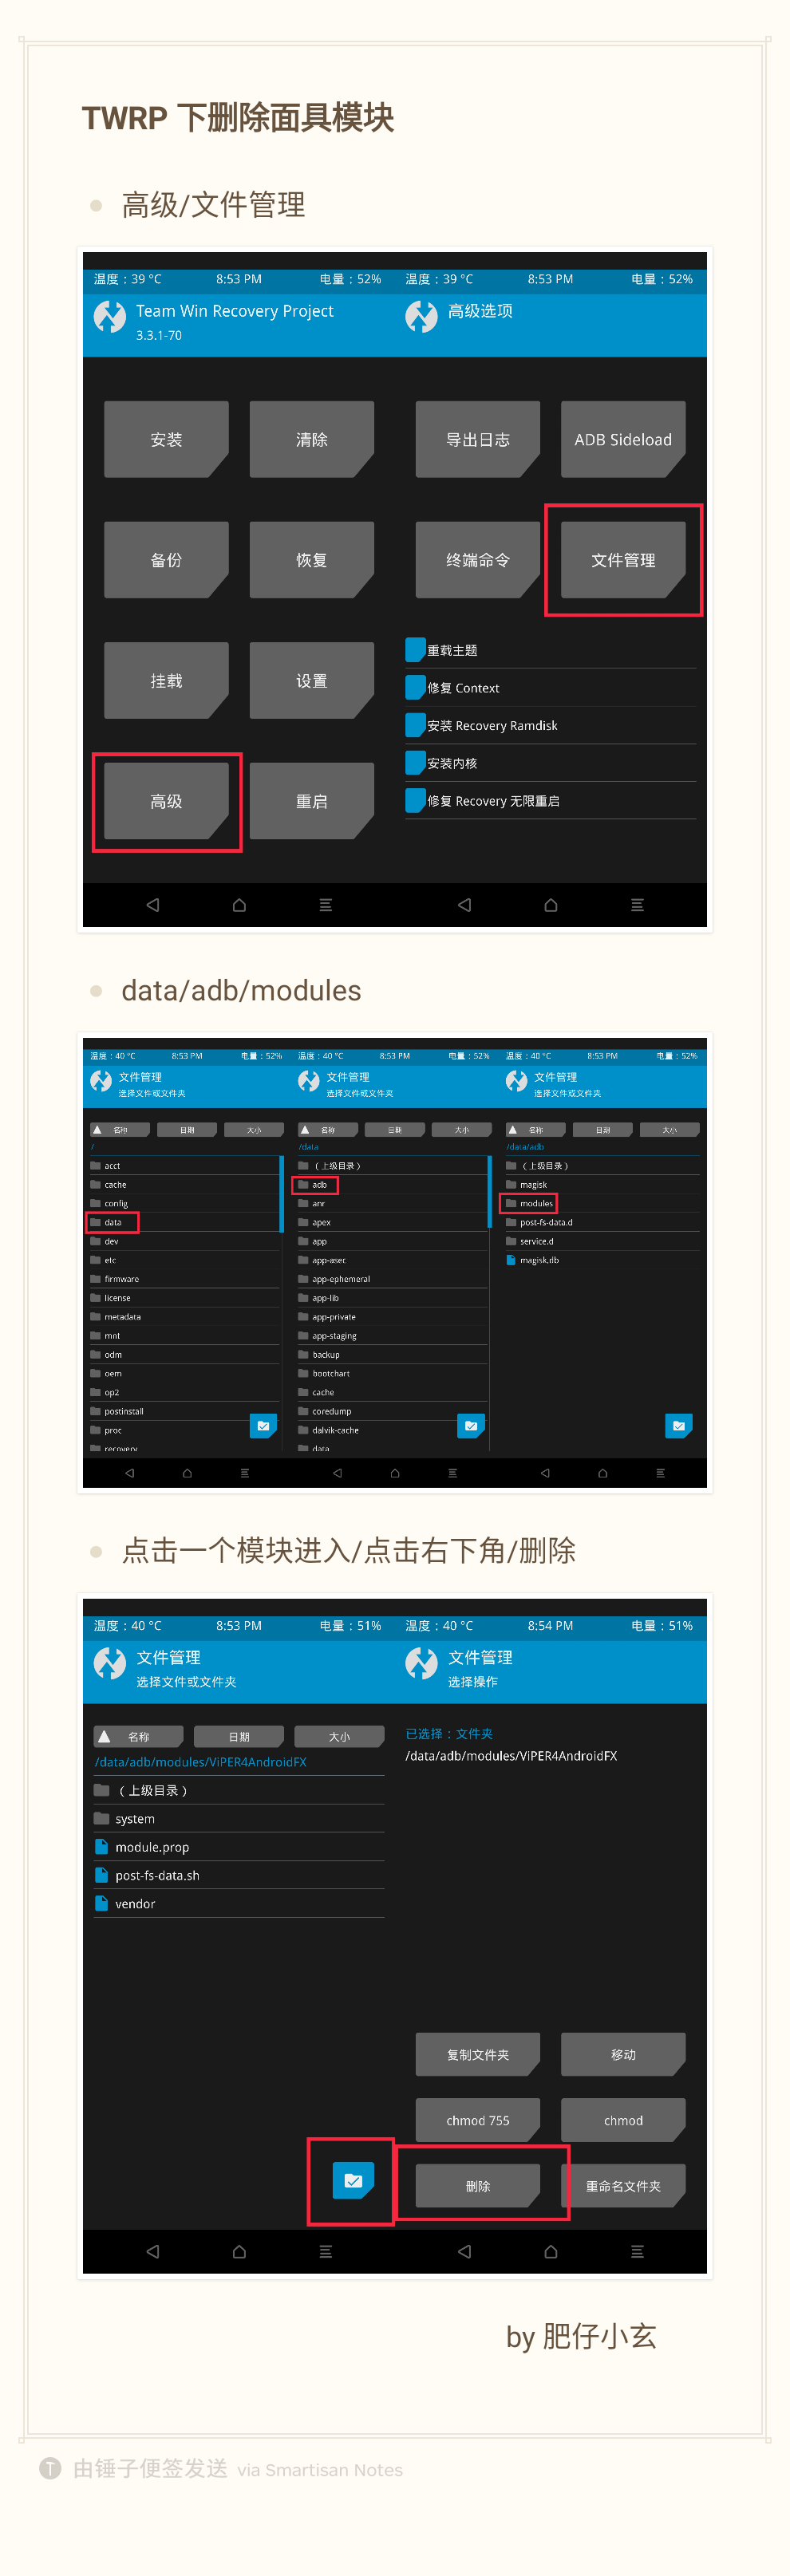 TWRP 下删除面具模块
高级/文件管理
温度：39 °C 8:53 PM 电量：52%
Team Win Recovery Project
3.3.1-70
安装 清除
备份 恢复
挂载 设置
高级 重启
温度：39 °C 8:53 PM 电量：52%
高级选项
导出日志 ADB Sideload
终端命令 文件管理
重载主题
修复 Context
安装 Recovery Ramdisk
安装内核
修复 Recovery 无限重启
data/adb/modules
温度：40 °C 8:53 PM 电量：52%
文件管理
选择文件或文件夹
名称 日期 大小
/
acct
cache
config
data
dev
etc
firmware
license
metadata
mnt
odm
oem
op2
postinstall
proc
recovery
温度：40 °C 8:53 PM 电量：52%
文件管理
选择文件或文件夹
名称 日期 大小
/data
（上级目录）
adb
anr
apex
app
app-asec
app-ephemeral
app-lib
app-private
app-staging
backup
bootchart
cache
coredump
dalvik-cache
data
温度：40 °C 8:53 PM 电量：52%
文件管理
选择文件或文件夹
名称 日期 大小
/data/adb
（上级目录）
magisk
modules
post-fs-data.d
service.d
magisk.db
点击一个模块进入/点击右下角/删除
温度：40 °C 8:53 PM 电量：51%
文件管理
选择文件或文件夹
名称 日期 大小
/data/adb/modules/ViPER4AndroidFX
（上级目录）
system
module.prop
post-fs-data.sh
vendor
温度：40 °C 8:54 PM 电量：51%
文件管理
选择操作
已选择：文件夹
/data/adb/modules/ViPER4AndroidFX
复制文件夹 移动
chmod 755 chmod
删除 重命名文件夹
by 肥仔小玄
T 由锤子便签发送 via Smartisan Notes